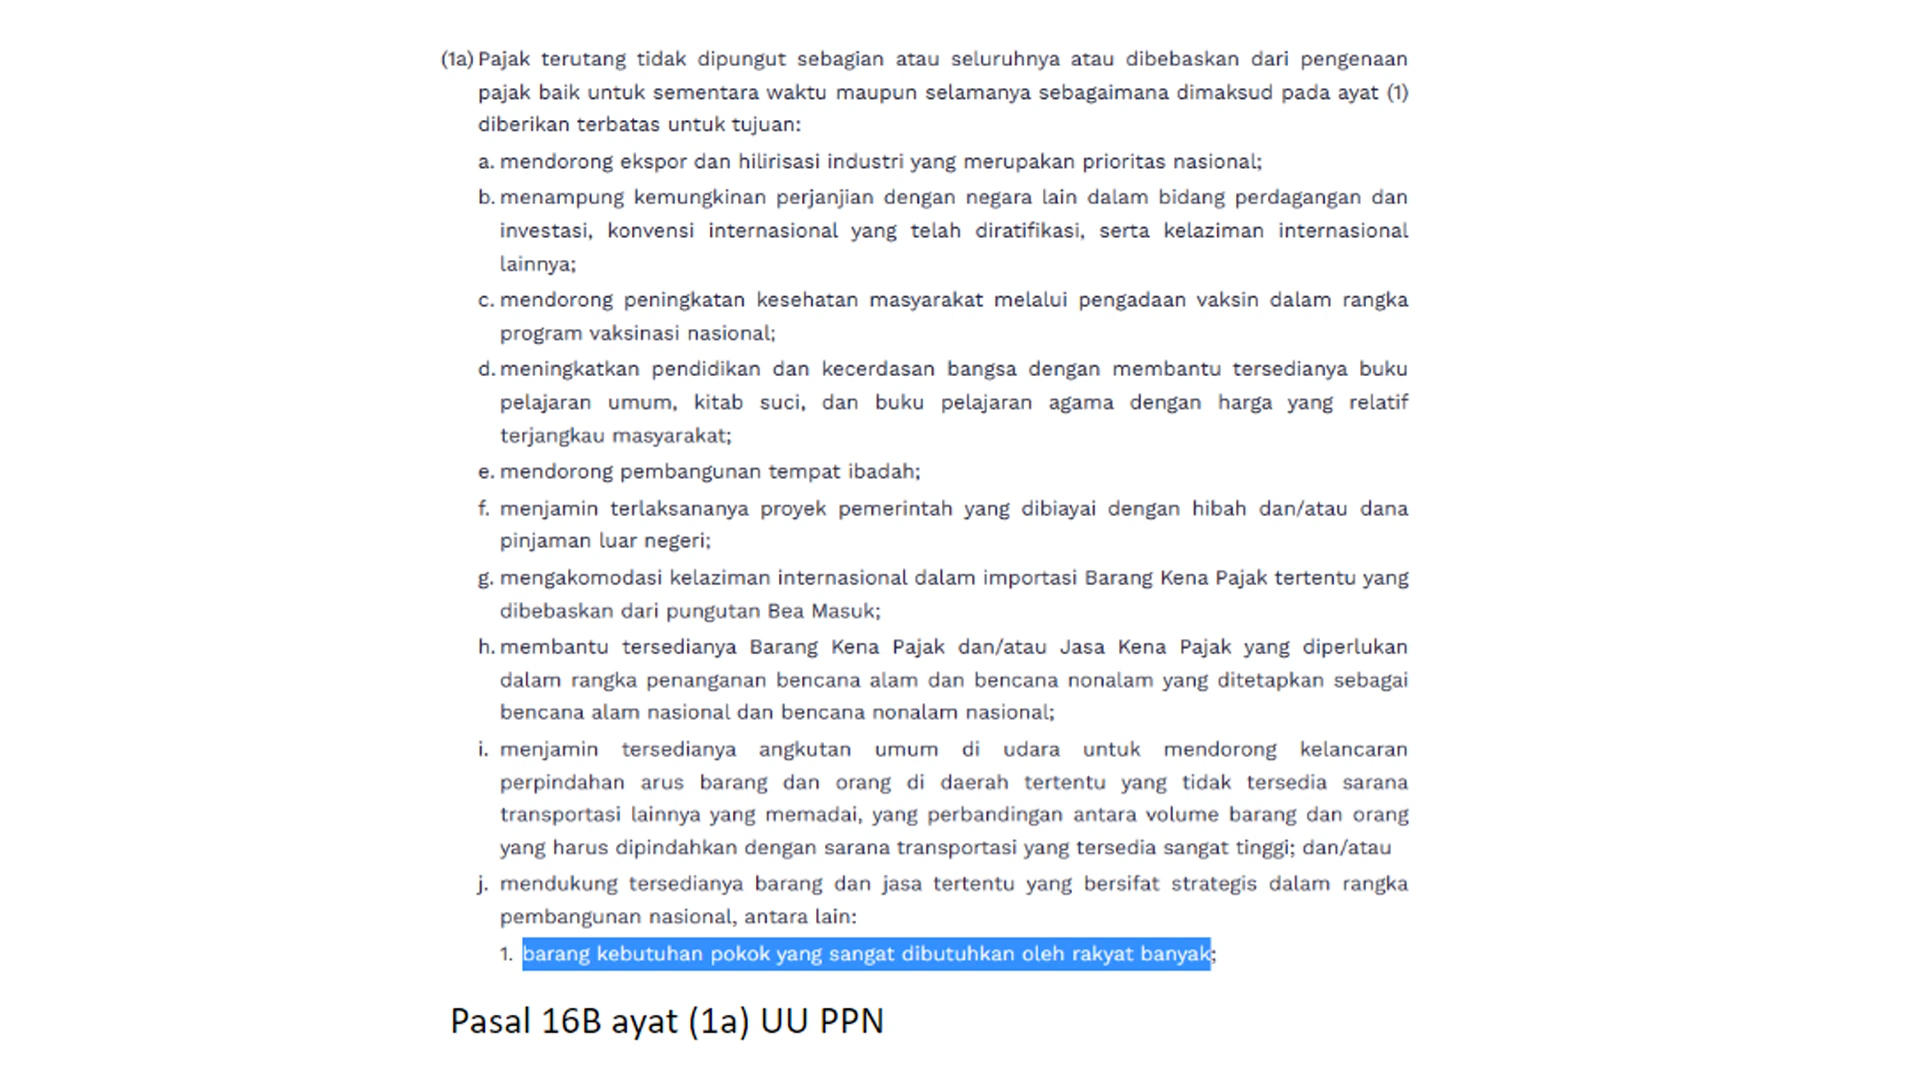 (1a) Pajak terutang tidak dipungut sebagian atau seluruhnya atau dibebaskan dari pengenaan
pajak baik untuk sementara waktu maupun selamanya sebagaimana dimaksud pada ayat (1)
diberikan terbatas untuk tujuan:
a. mendorong ekspor dan hilirisasi industri yang merupakan prioritas nasional;
b. menampung kemungkinan perjanjian dengan negara lain dalam bidang perdagangan dan
investasi, konvensi internasional yang telah diratifikasi, serta kelaziman internasional
lainnya;
c. mendorong peningkatan kesehatan masyarakat melalui pengadaan vaksin dalam rangka
program vaksinasi nasional;
d. meningkatkan pendidikan dan kecerdasan bangsa dengan membantu tersedianya buku
pelajaran umum, kitab suci, dan buku pelajaran agama dengan harga yang relatif
terjangkau masyarakat;
e. mendorong pembangunan tempat ibadah;
f. menjamin terlaksananya proyek pemerintah yang dibiayai dengan hibah dan/atau dana
pinjaman luar negeri;
g. mengakomodasi kelaziman internasional dalam importasi Barang Kena Pajak tertentu yang
dibebaskan dari pungutan Bea Masuk;
h. membantu tersedianya Barang Kena Pajak dan/atau Jasa Kena Pajak yang diperlukan
dalam rangka penanganan bencana alam dan bencana nonalam yang ditetapkan sebagai
bencana alam nasional dan bencana nonalam nasional;
i. menjamin tersedianya angkutan umum di udara untuk mendorong kelancaran
perpindahan arus barang dan orang di daerah tertentu yang tidak tersedia sarana
transportasi lainnya yang memadai, yang perbandingan antara volume barang dan orang
yang harus dipindahkan dengan sarana transportasi yang tersedia sangat tinggi; dan/atau
j. mendukung tersedianya barang dan jasa tertentu yang bersifat strategis dalam rangka
pembangunan nasional, antara lain:
1. barang kebutuhan pokok yang sangat dibutuhkan oleh rakyat banyak;
Pasal 16B ayat (1a) UU PPN